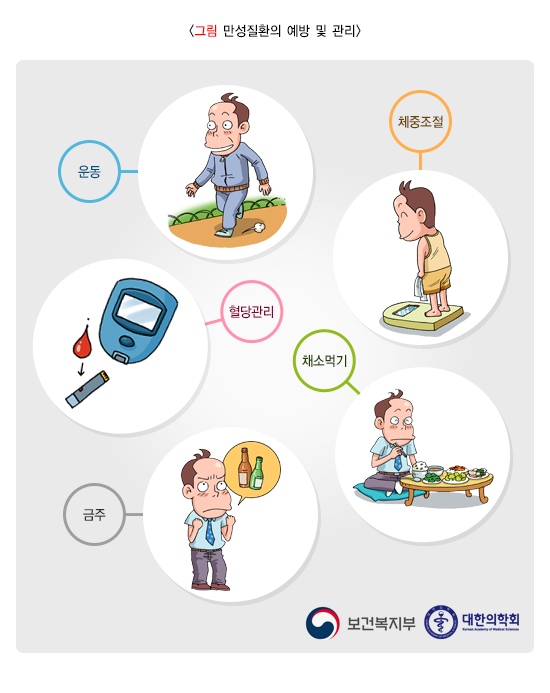 <그림 만성질환의 예방 및 관리>
체중조절
운동
혈당관리
채소먹기
금주
보건복지부
대한의학회
Korean Academy of Medical Sciences